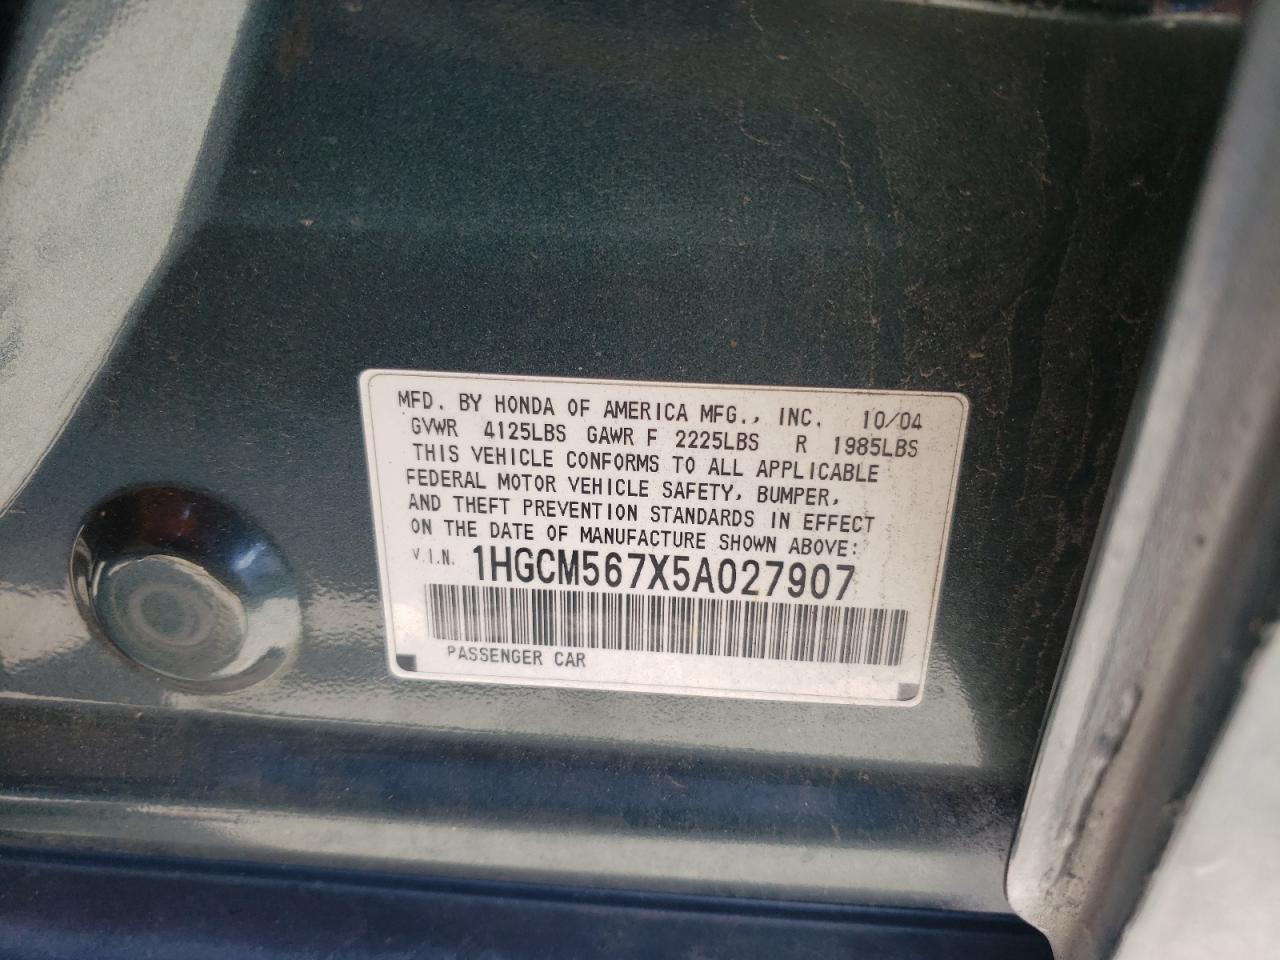 MFD. BY HONDA OF AMERICA MFG., INC. 10/04
GVWR 4125LBS GAWR F 2225LBS R 1985LBS
THIS VEHICLE CONFORMS TO ALL APPLICABLE
FEDERAL MOTOR VEHICLE SAFETY, BUMPER,
AND THEFT PREVENTION STANDARDS IN EFFECT
ON THE DATE OF MANUFACTURE SHOWN ABOVE:
V.I.N. 1HGCM567X5A027907
PASSENGER CAR